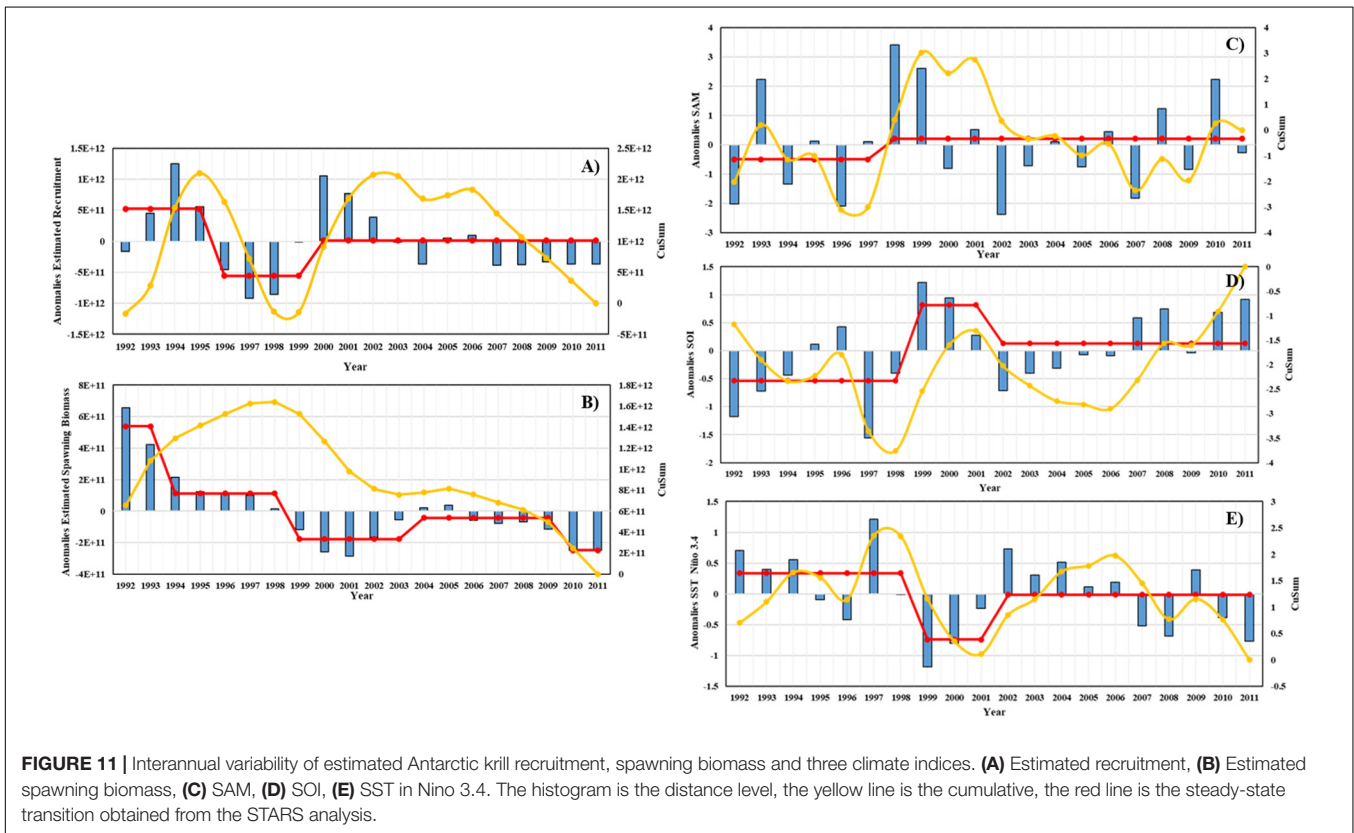 A)
Anomalies Estimated Recruitment
1.5E+12
1E+12
5E+11
0
-5E+11
-1E+12
-1.5E+12
2.5E+12
2E+12
1.5E+12
1E+12
5E+11
0
-5E+11
CuSum
1992 1993 1994 1995 1996 1997 1998 1999 2000 2001 2002 2003 2004 2005 2006 2007 2008 2009 2010 2011
Year
B)
Anomalies Estimated Spawning Biomass
8E+11
6E+11
4E+11
2E+11
0
-2E+11
-4E+11
1.8E+12
1.6E+12
1.4E+12
1.2E+12
1E+12
8E+11
6E+11
4E+11
2E+11
0
CuSum
1992 1993 1994 1995 1996 1997 1998 1999 2000 2001 2002 2003 2004 2005 2006 2007 2008 2009 2010 2011
Year
C)
Anomalies SAM
4
3
2
1
0
-1
-2
-3
4
3
2
1
0
-1
-2
-3
-4
CuSum
1992 1993 1994 1995 1996 1997 1998 1999 2000 2001 2002 2003 2004 2005 2006 2007 2008 2009 2010 2011
Year
D)
Anomalies SOI
1.5
1
0.5
0
-0.5
-1
-1.5
-2
0
-0.5
-1
-1.5
-2
-2.5
-3
-3.5
-4
CuSum
1992 1993 1994 1995 1996 1997 1998 1999 2000 2001 2002 2003 2004 2005 2006 2007 2008 2009 2010 2011
Year
E)
Anomalies SST Nino 3.4
1.5
1
0.5
0
-0.5
-1
-1.5
3
2.5
2
1.5
1
0.5
0
-0.5
CuSum
1992 1993 1994 1995 1996 1997 1998 1999 2000 2001 2002 2003 2004 2005 2006 2007 2008 2009 2010 2011
Year
FIGURE 11 | Interannual variability of estimated Antarctic krill recruitment, spawning biomass and three climate indices. (A) Estimated recruitment, (B) Estimated
spawning biomass, (C) SAM, (D) SOI, (E) SST in Nino 3.4. The histogram is the distance level, the yellow line is the cumulative, the red line is the steady-state
transition obtained from the STARS analysis.